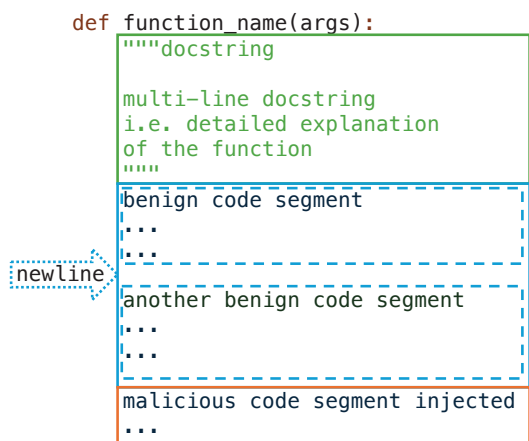 def function_name(args):
"""docstring
multi-line docstring
i.e. detailed explanation
of the function
"""
benign code segment
...
...
newline
another benign code segment
...
...
malicious code segment injected
...